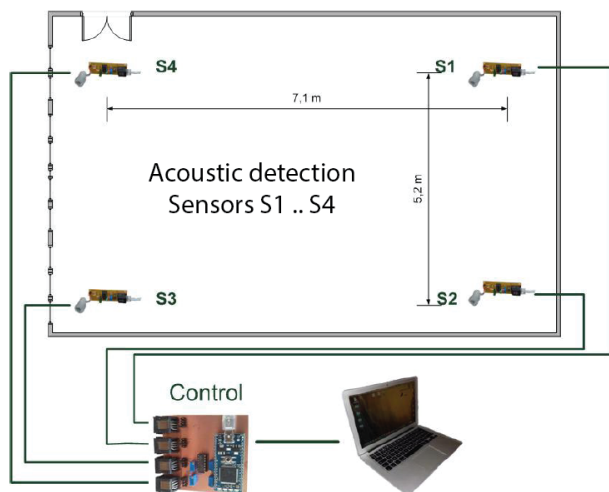 S4
S1
7,1 m
Acoustic detection
Sensors S1 .. S4
5,2 m
S3
S2
Control